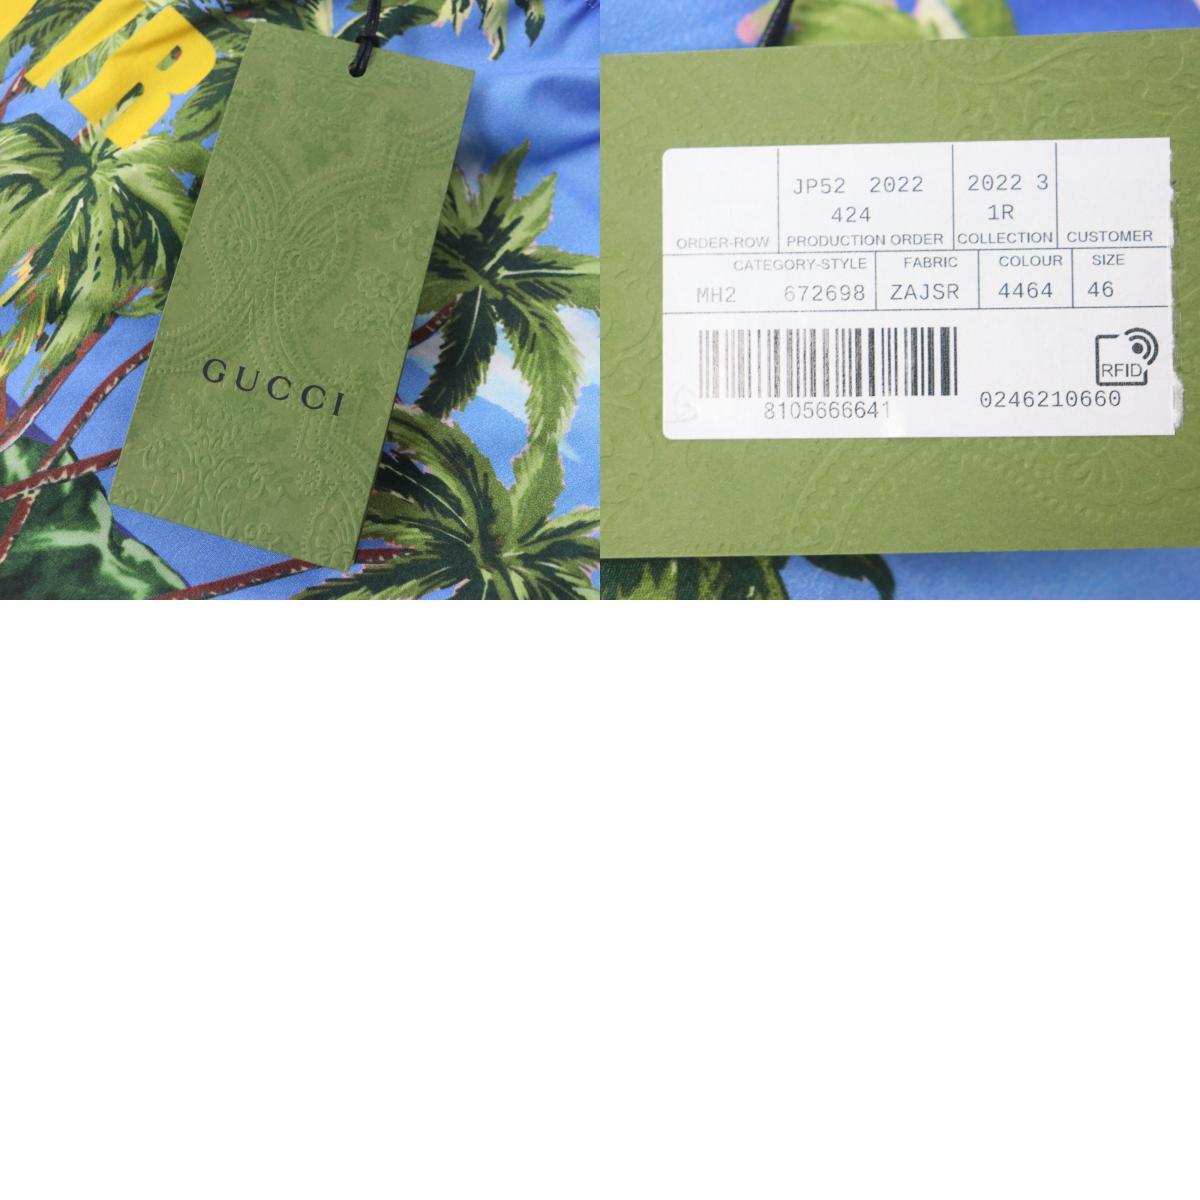 GUCCI
JP52 2022 2022 3
424 1R
ORDER-ROW PRODUCTION ORDER COLLECTION CUSTOMER
CATEGORY-STYLE FABRIC COLOUR SIZE
MH2 672698 ZAJSR 4464 46
RFID
8105666641 0246210660